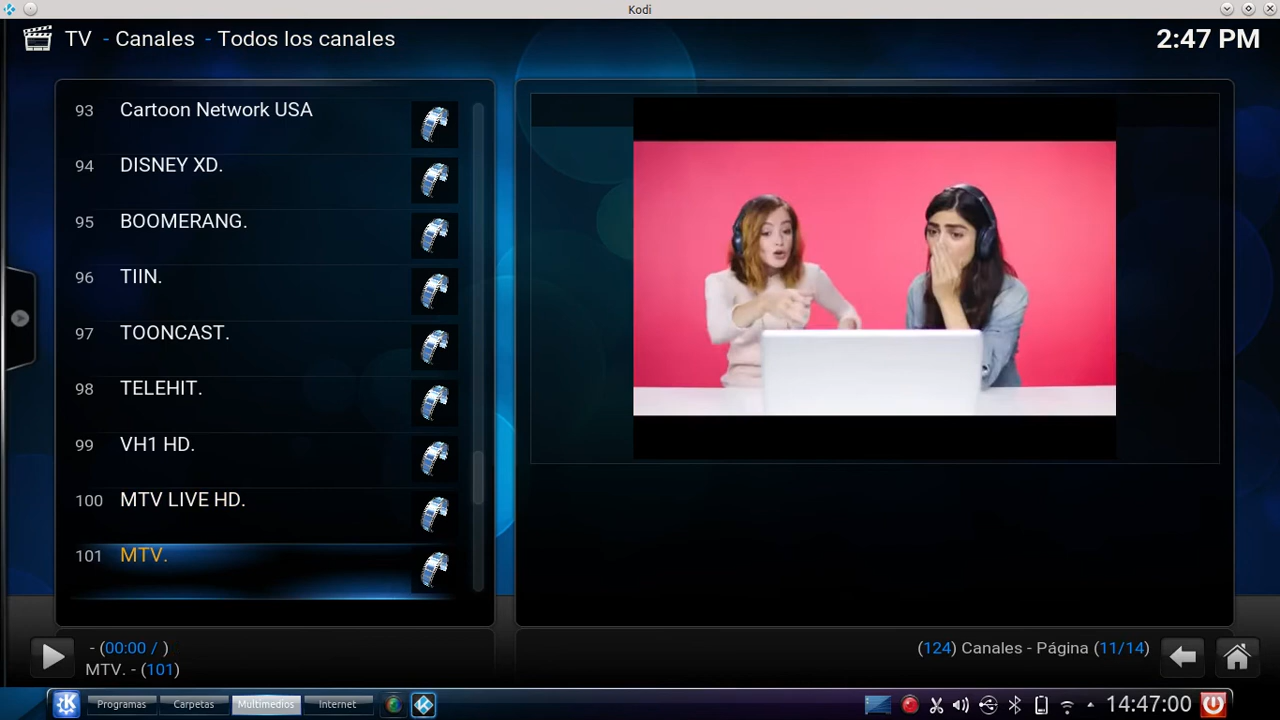 Kodi
TV - Canales - Todos los canales
2:47 PM
93 Cartoon Network USA
94 DISNEY XD.
95 BOOMERANG.
96 TIIN.
97 TOONCAST.
98 TELEHIT.
99 VH1 HD.
100 MTV LIVE HD.
101 MTV.
- (00:00 / )
MTV. - (101)
(124) Canales - Página (11/14)
Programas Carpetas Multimedios Internet
14:47:00